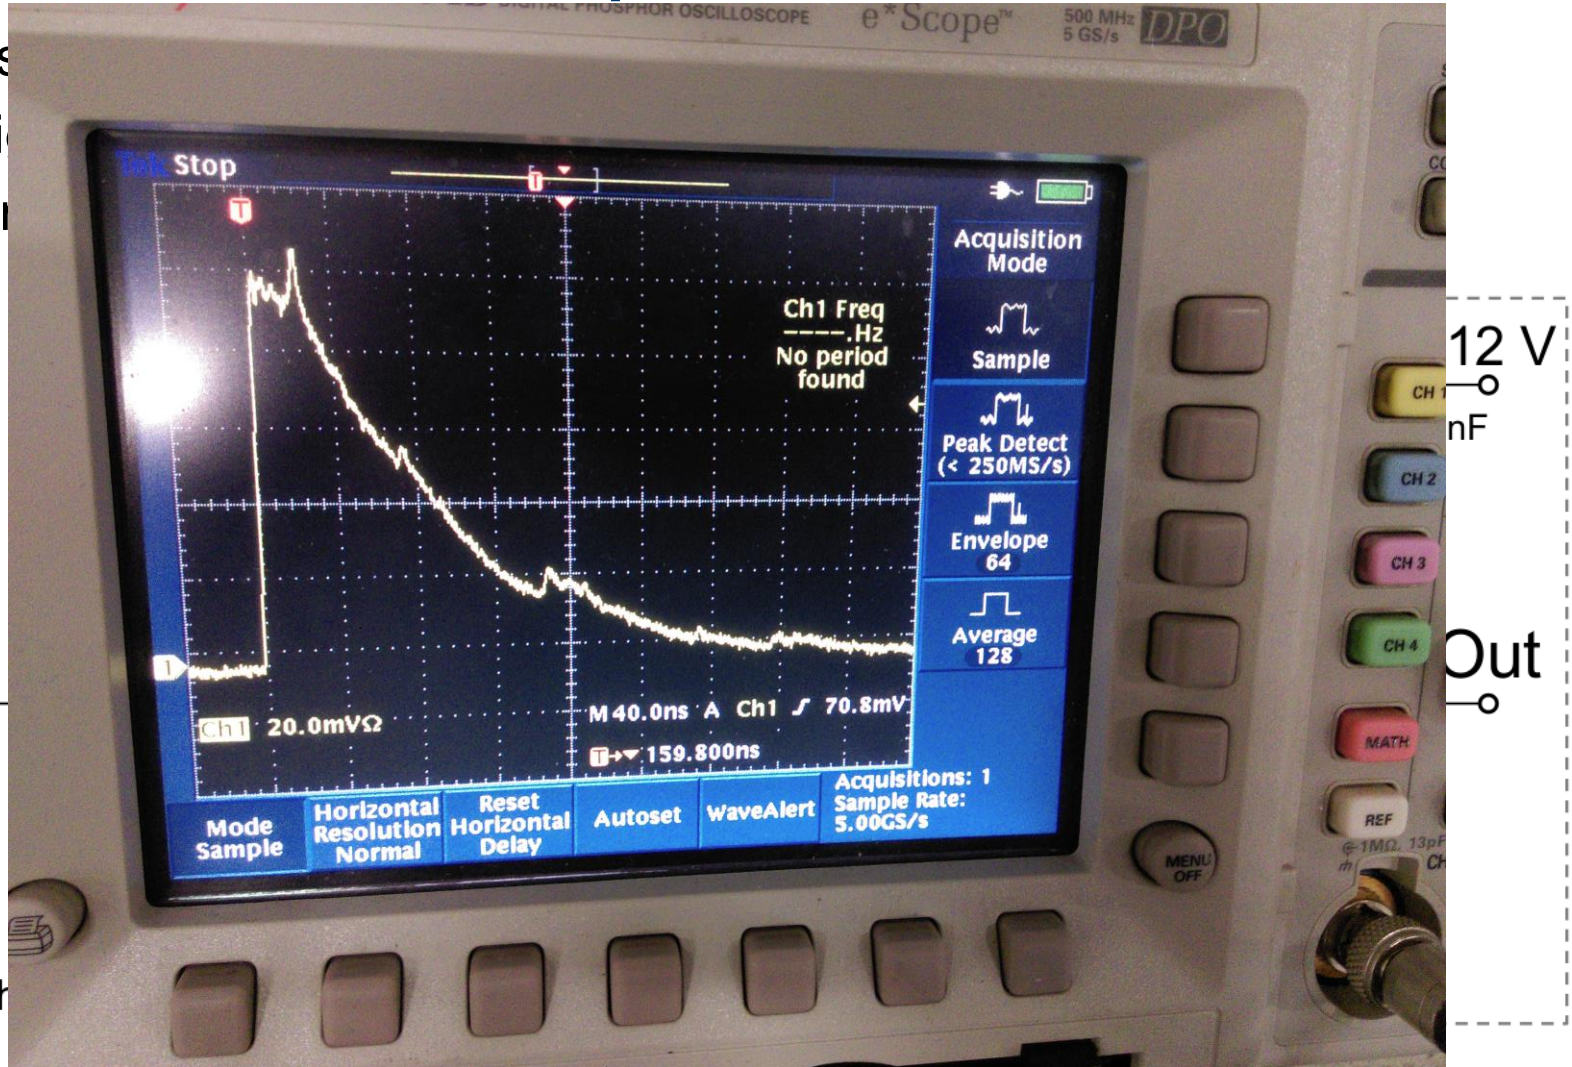 DIGITAL PHOSPHOR OSCILLOSCOPE
e*Scope™
500 MHz
5 GS/s
DPO
Tek Stop
T
Acquisition
Mode
Ch1 Freq
----.Hz
No period
found
Sample
Peak Detect
(< 250MS/s)
Envelope
64
Average
128
1
Ch1 20.0mVΩ
M 40.0ns A Ch1 ʃ 70.8mV
T→▼ 159.800ns
Mode
Sample
Horizontal
Resolution
Normal
Reset
Horizontal
Delay
Autoset
WaveAlert
Acquisitions: 1
Sample Rate:
5.00GS/s
CH 1
CH 2
CH 3
CH 4
MATH
REF
MENU
OFF
1MΩ, 13pF
12 V
nF
Out